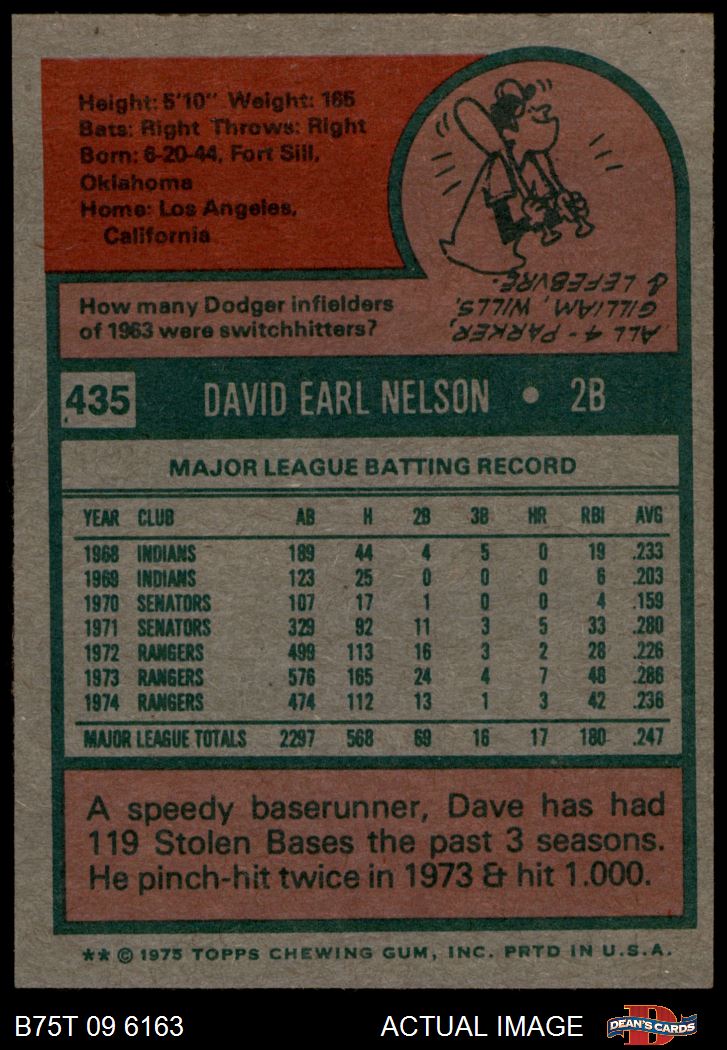 Height: 5'10" Weight: 165
Bats: Right Throws: Right
Born: 6-20-44, Fort Sill,
Oklahoma
Home: Los Angeles,
California
How many Dodger infielders
of 1963 were switchhitters?
ALL 4 - PARKER,
GILLIAM, WILLS,
& LEFEBVRE.
435 DAVID EARL NELSON • 2B
MAJOR LEAGUE BATTING RECORD
YEAR CLUB AB H 2B 3B HR RBI AVG
1968 INDIANS 189 44 4 5 0 19 .233
1969 INDIANS 123 25 0 0 0 6 .203
1970 SENATORS 107 17 1 0 0 4 .159
1971 SENATORS 329 92 11 3 5 33 .280
1972 RANGERS 499 113 16 3 2 28 .226
1973 RANGERS 576 165 24 4 7 48 .286
1974 RANGERS 474 112 13 1 3 42 .236
MAJOR LEAGUE TOTALS 2297 568 69 16 17 180 .247
A speedy baserunner, Dave has had
119 Stolen Bases the past 3 seasons.
He pinch-hit twice in 1973 & hit 1.000.
** © 1975 TOPPS CHEWING GUM, INC. PRTD IN U.S.A.
B75T 09 6163 ACTUAL IMAGE DEAN'S CARDS